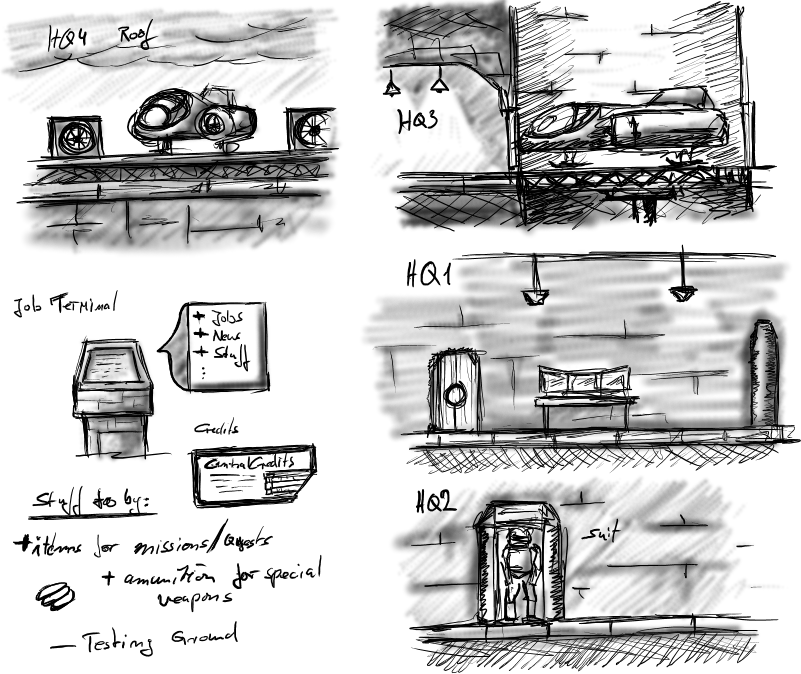 HQ4 Roof
HQ3
Job Terminal
+ Jobs
+ News
+ Stuff
:
HQ1
Credits
CentralCredits
Stuff to by:
+ items for missions/Quests
+ amunition for special
weapons
— Testing Ground
HQ2
suit